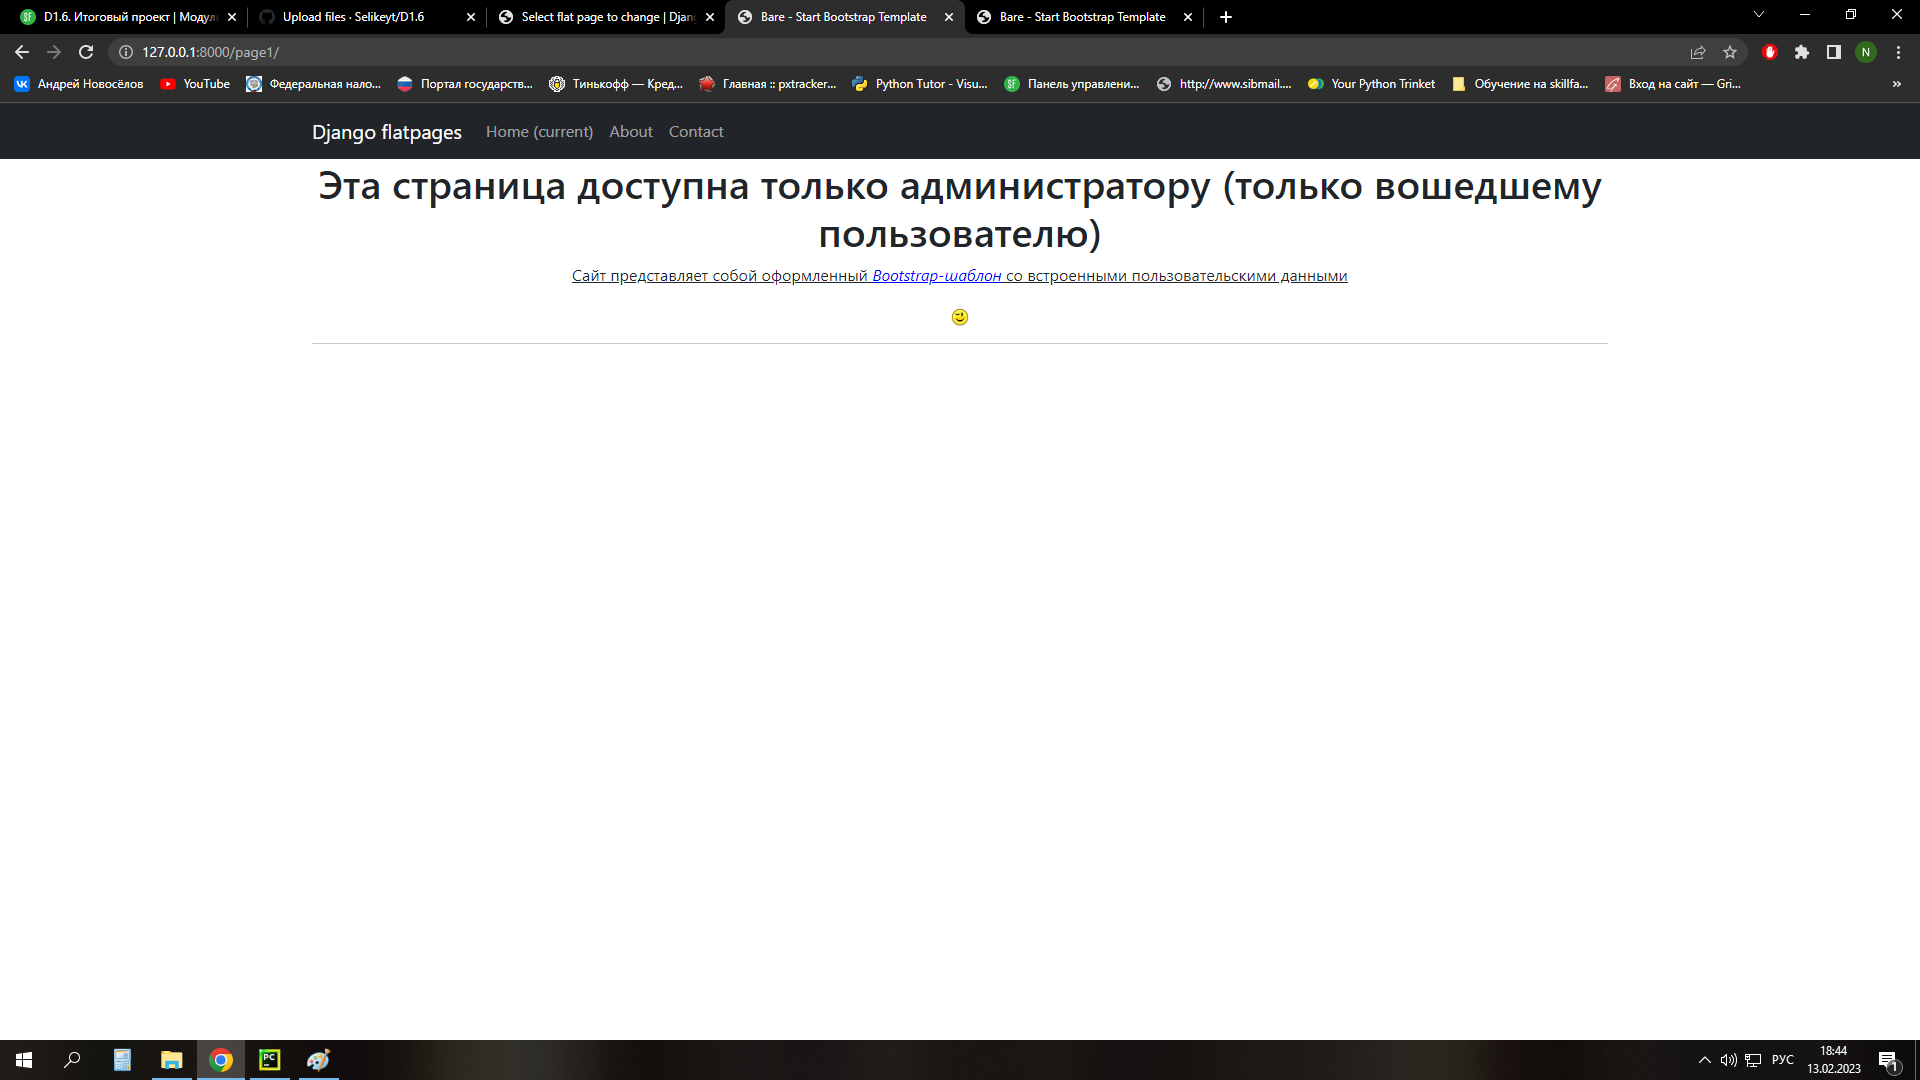 D1.6. Итоговый проект | Модул
Upload files · Selikeyt/D1.6
Select flat page to change | Djan
Bare - Start Bootstrap Template
Bare - Start Bootstrap Template
127.0.0.1:8000/page1/
N
Андрей Новосёлов
YouTube
Федеральная нало...
Портал государств...
Тинькофф — Кред...
Главная :: pxtracker...
Python Tutor - Visu...
SF
Панель управлени...
http://www.sibmail....
Your Python Trinket
Обучение на skillfa...
Вход на сайт — Gri...
»
Django flatpages
Home (current)
About
Contact
Эта страница доступна только администратору (только вошедшему
пользователю)
Сайт представляет собой оформленный Bootstrap-шаблон со встроенными пользовательскими данными
PC
РУС
18:44
13.02.2023
1